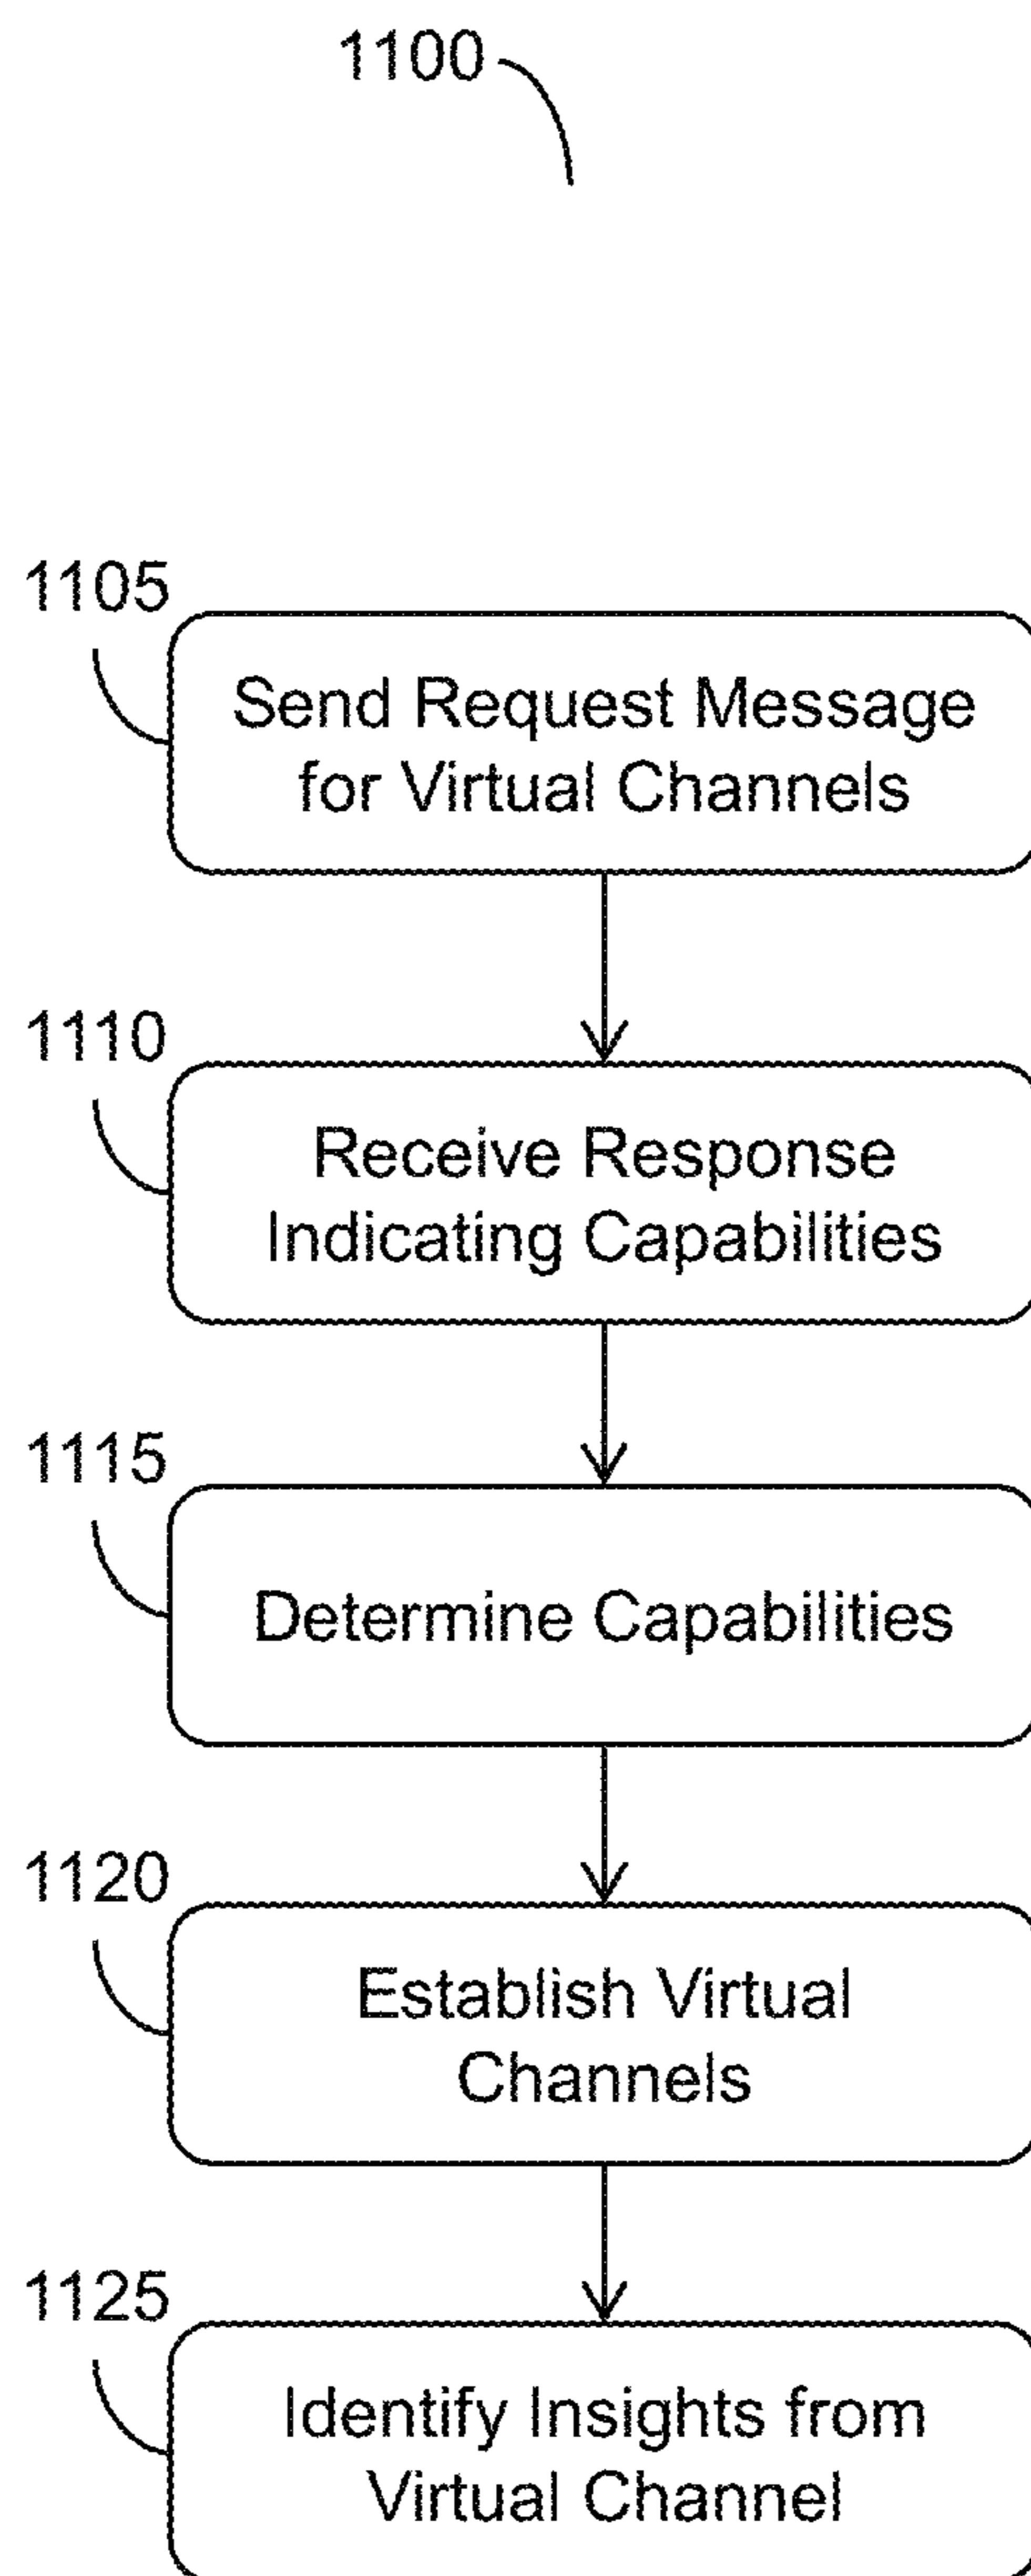 1100
1105
Send Request Message
for Virtual Channels
1110
Receive Response
Indicating Capabilities
1115
Determine Capabilities
1120
Establish Virtual
Channels
1125
Identify Insights from
Virtual Channel